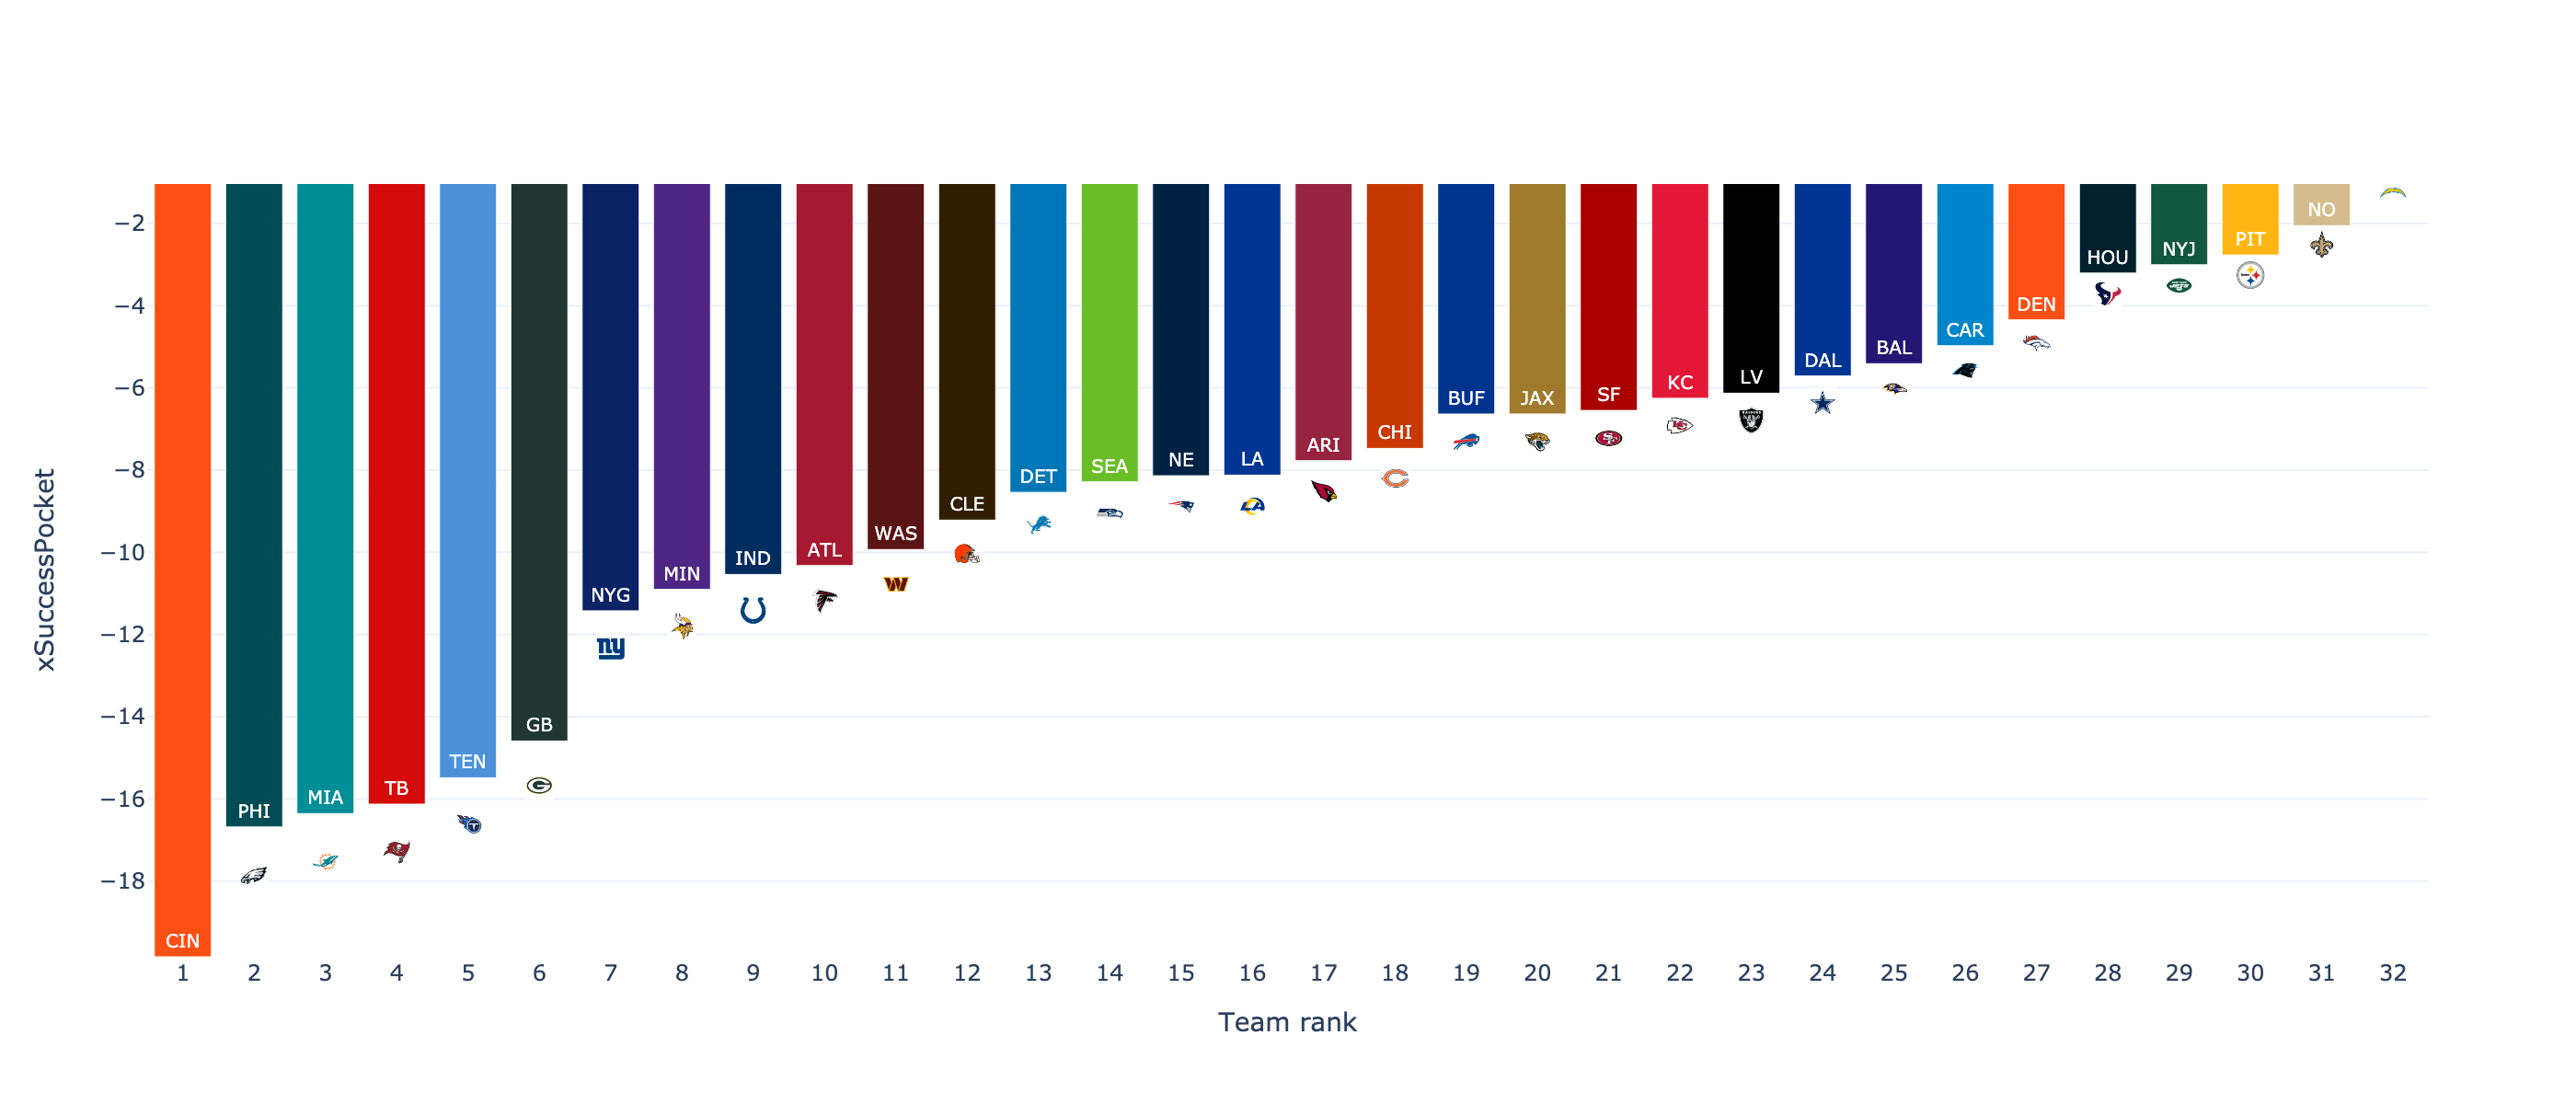 −2
−4
−6
−8
−10
−12
−14
−16
−18
xSuccessPocket
CIN
PHI
MIA
TB
TEN
GB
NYG
MIN
IND
ATL
WAS
CLE
DET
SEA
NE
LA
ARI
CHI
BUF
JAX
SF
KC
LV
DAL
BAL
CAR
DEN
HOU
NYJ
PIT
NO
1 2 3 4 5 6 7 8 9 10 11 12 13 14 15 16 17 18 19 20 21 22 23 24 25 26 27 28 29 30 31 32
Team rank